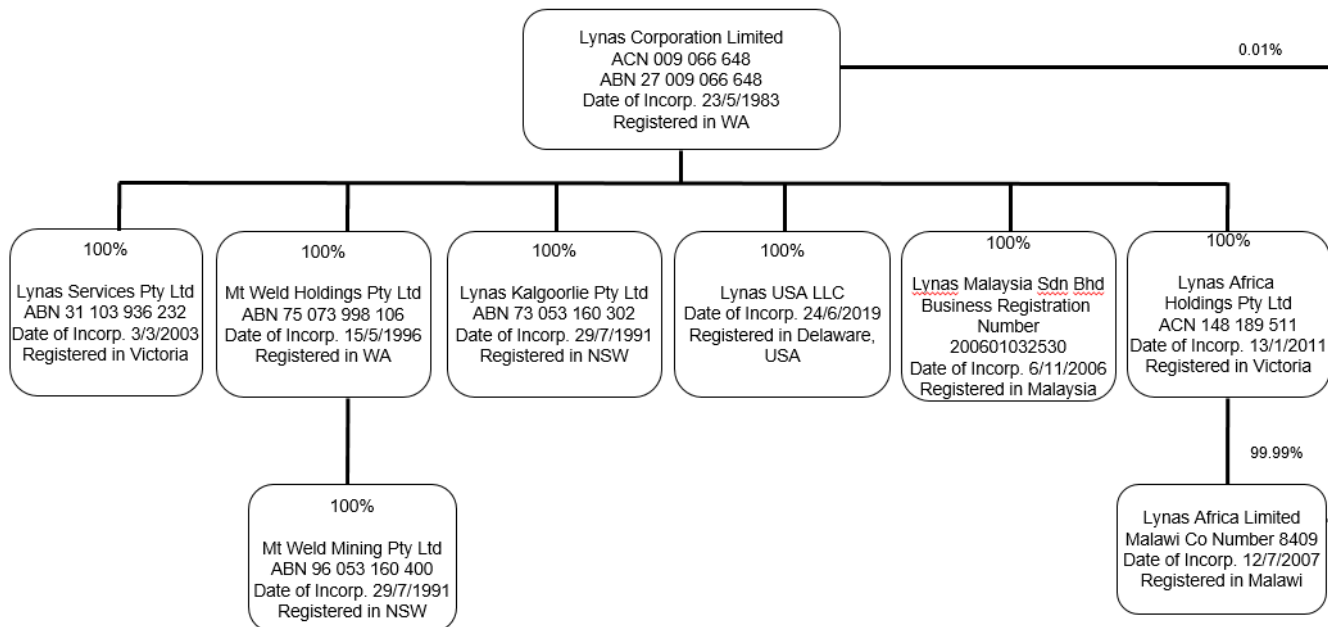 Lynas Corporation Limited
ACN 009 066 648
ABN 27 009 066 648
Date of Incorp. 23/5/1983
Registered in WA
0.01%
100%
Lynas Services Pty Ltd
ABN 31 103 936 232
Date of Incorp. 3/3/2003
Registered in Victoria
100%
Mt Weld Holdings Pty Ltd
ABN 75 073 998 106
Date of Incorp. 15/5/1996
Registered in WA
100%
Lynas Kalgoorlie Pty Ltd
ABN 73 053 160 302
Date of Incorp. 29/7/1991
Registered in NSW
100%
Lynas USA LLC
Date of Incorp. 24/6/2019
Registered in Delaware,
USA
100%
Lynas Malaysia Sdn Bhd
Business Registration
Number
200601032530
Date of Incorp. 6/11/2006
Registered in Malaysia
100%
Lynas Africa
Holdings Pty Ltd
ACN 148 189 511
Date of Incorp. 13/1/2011
Registered in Victoria
99.99%
100%
Mt Weld Mining Pty Ltd
ABN 96 053 160 400
Date of Incorp. 29/7/1991
Registered in NSW
Lynas Africa Limited
Malawi Co Number 8409
Date of Incorp. 12/7/2007
Registered in Malawi